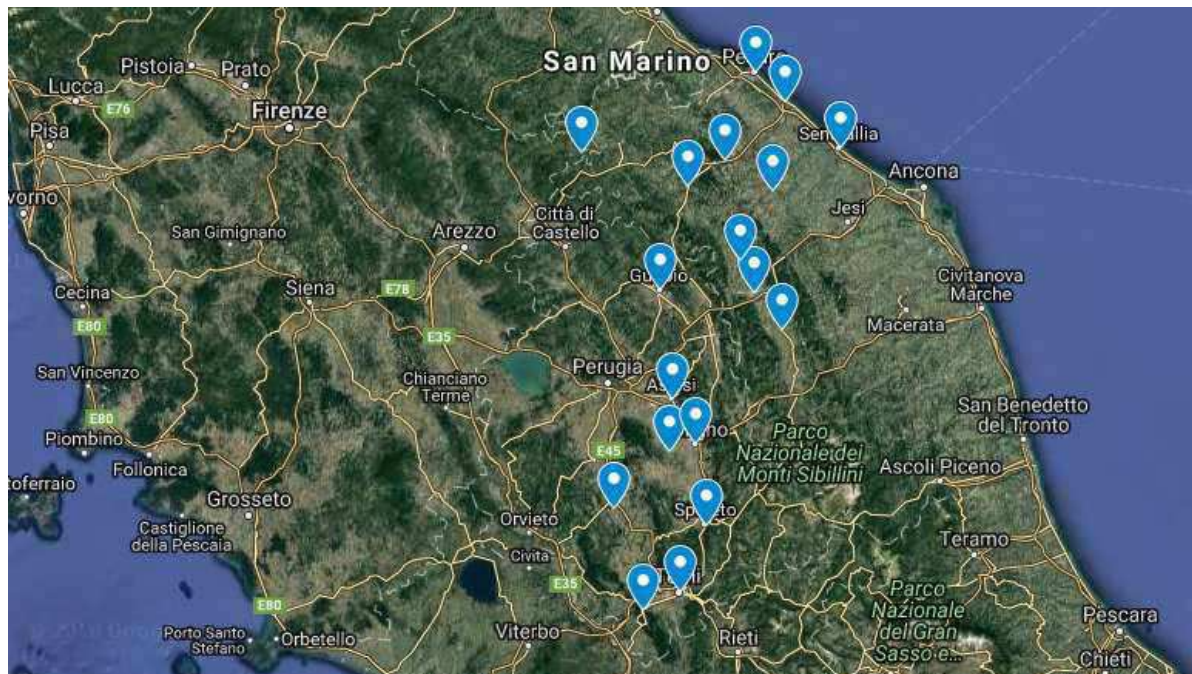 San Marino
Pistoia
Prato
Lucca
E76
Firenze
Pisa
Ancona
vorno
Jesi
San Gimignano
Arezzo
Città di
Castello
Siena
E78
Cecina
E80
Civitanova
Marche
Macerata
E35
San Vincenzo
Chianciano
Terme
Perugia
E80
San Benedetto
del Tronto
Piombino
Follonica
E45
Parco
Nazionale dei
Monti Sibillini
Ascoli Piceno
toferraio
Grosseto
Castiglione
della Pescaia
Orvieto
Civita
Teramo
E35
Parco
Nazionale
del Gran
Sasso e...
E80
Porto Santo
Stefano
Orbetello
Viterbo
Rieti
Pescara
Chieti